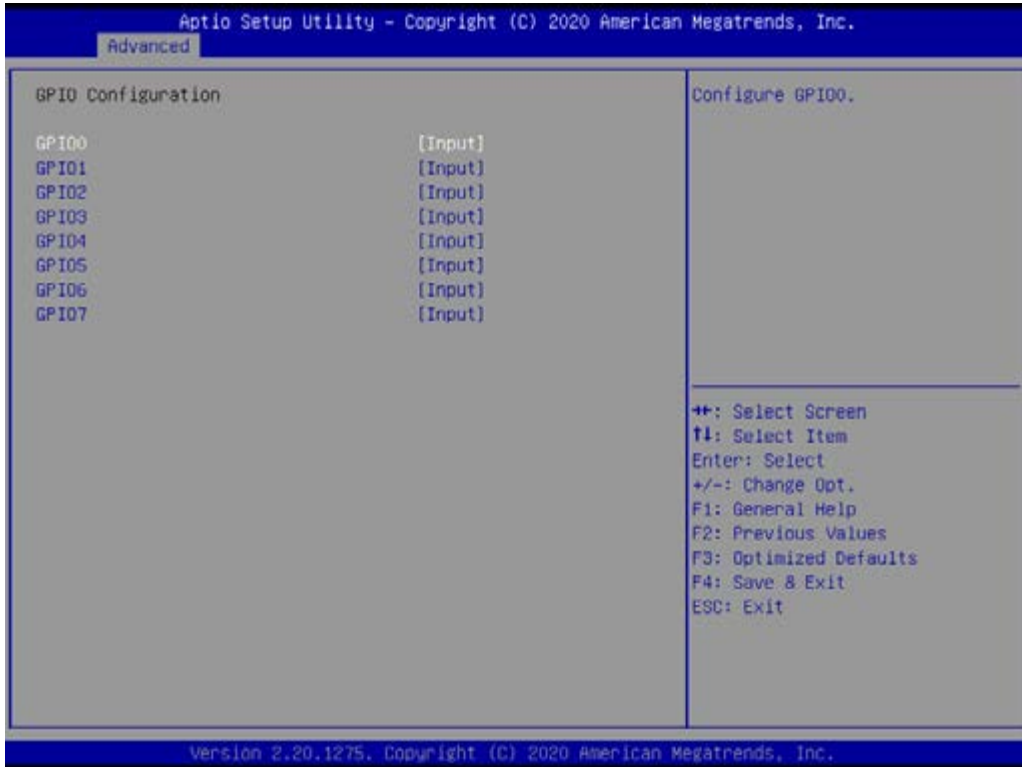 Aptio Setup Utility – Copyright (C) 2020 American Megatrends, Inc.
Advanced
GPIO Configuration
GPIO0 [Input]
GPIO1 [Input]
GPIO2 [Input]
GPIO3 [Input]
GPIO4 [Input]
GPIO5 [Input]
GPIO6 [Input]
GPIO7 [Input]
Configure GPIO0.
→←: Select Screen
↑↓: Select Item
Enter: Select
+/-: Change Opt.
F1: General Help
F2: Previous Values
F3: Optimized Defaults
F4: Save & Exit
ESC: Exit
Version 2.20.1275. Copyright (C) 2020 American Megatrends, Inc.